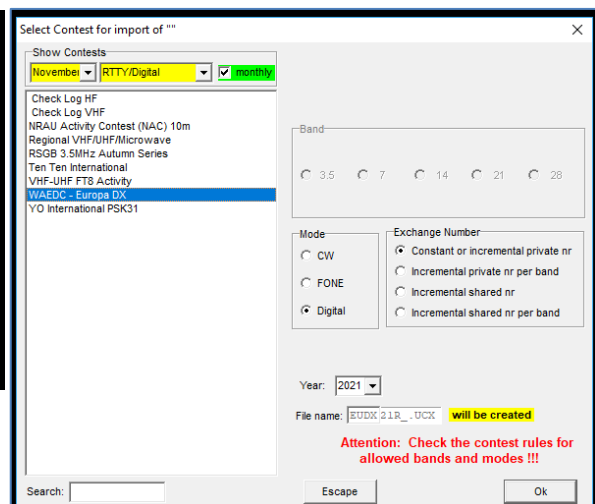 Select Contest for import of ""
Show Contests
November
RTTY/Digital
monthly
Check Log HF
Check Log VHF
NRAU Activity Contest (NAC) 10m
Regional VHF/UHF/Microwave
RSGB 3.5MHz Autumn Series
Ten Ten International
VHF-UHF FT8 Activity
WAEDC - Europa DX
YO International PSK31
Band
3.5 7 14 21 28
Mode
CW
FONE
Digital
Exchange Number
Constant or incremental private nr
Incremental private nr per band
Incremental shared nr
Incremental shared nr per band
Year: 2021
File name: EUDX 21R_.UCX will be created
Attention: Check the contest rules for
allowed bands and modes !!!
Search:
Escape
Ok